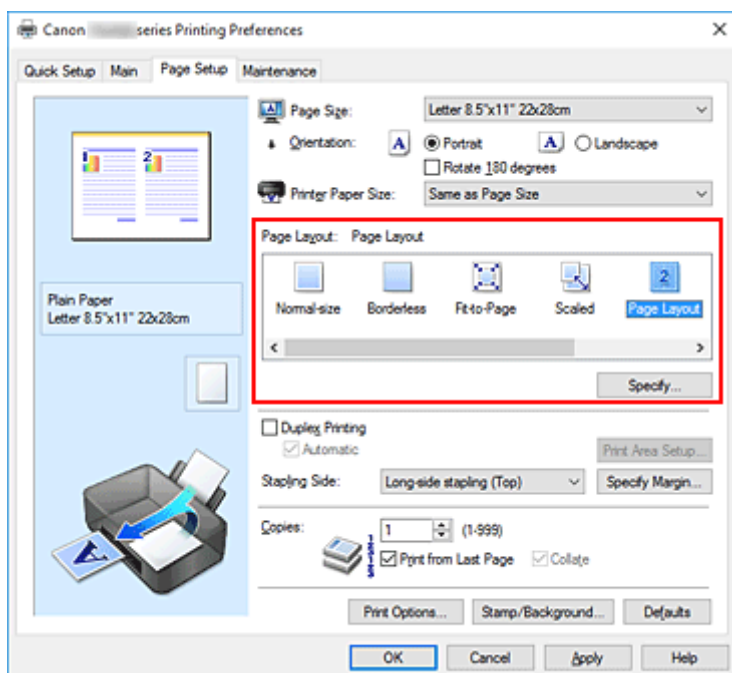 Canon series Printing Preferences
Quick Setup Main Page Setup Maintenance
1 2
Plain Paper
Letter 8.5"x11" 22x28cm
Page Size: Letter 8.5"x11" 22x28cm
Orientation: A Portrait A Landscape
Rotate 180 degrees
Printer Paper Size: Same as Page Size
Page Layout: Page Layout
2
Normal-size Borderless Fit-to-Page Scaled Page Layout
Specify...
Duplex Printing
Automatic
Print Area Setup...
Stapling Side: Long-side stapling (Top) Specify Margin...
Copies: 1 (1-999)
Print from Last Page Collate
A
Print Options... Stamp/Background... Defaults
OK Cancel Apply Help